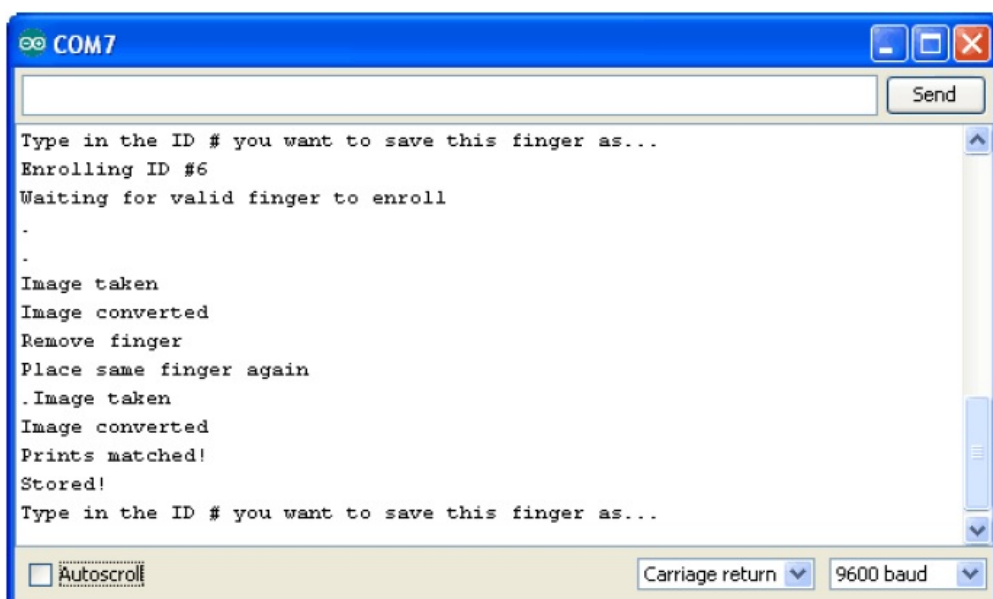 COM7
Send
Type in the ID # you want to save this finger as...
Enrolling ID #6
Waiting for valid finger to enroll
.
.
Image taken
Image converted
Remove finger
Place same finger again
.Image taken
Image converted
Prints matched!
Stored!
Type in the ID # you want to save this finger as...
Autoscroll
Carriage return
9600 baud